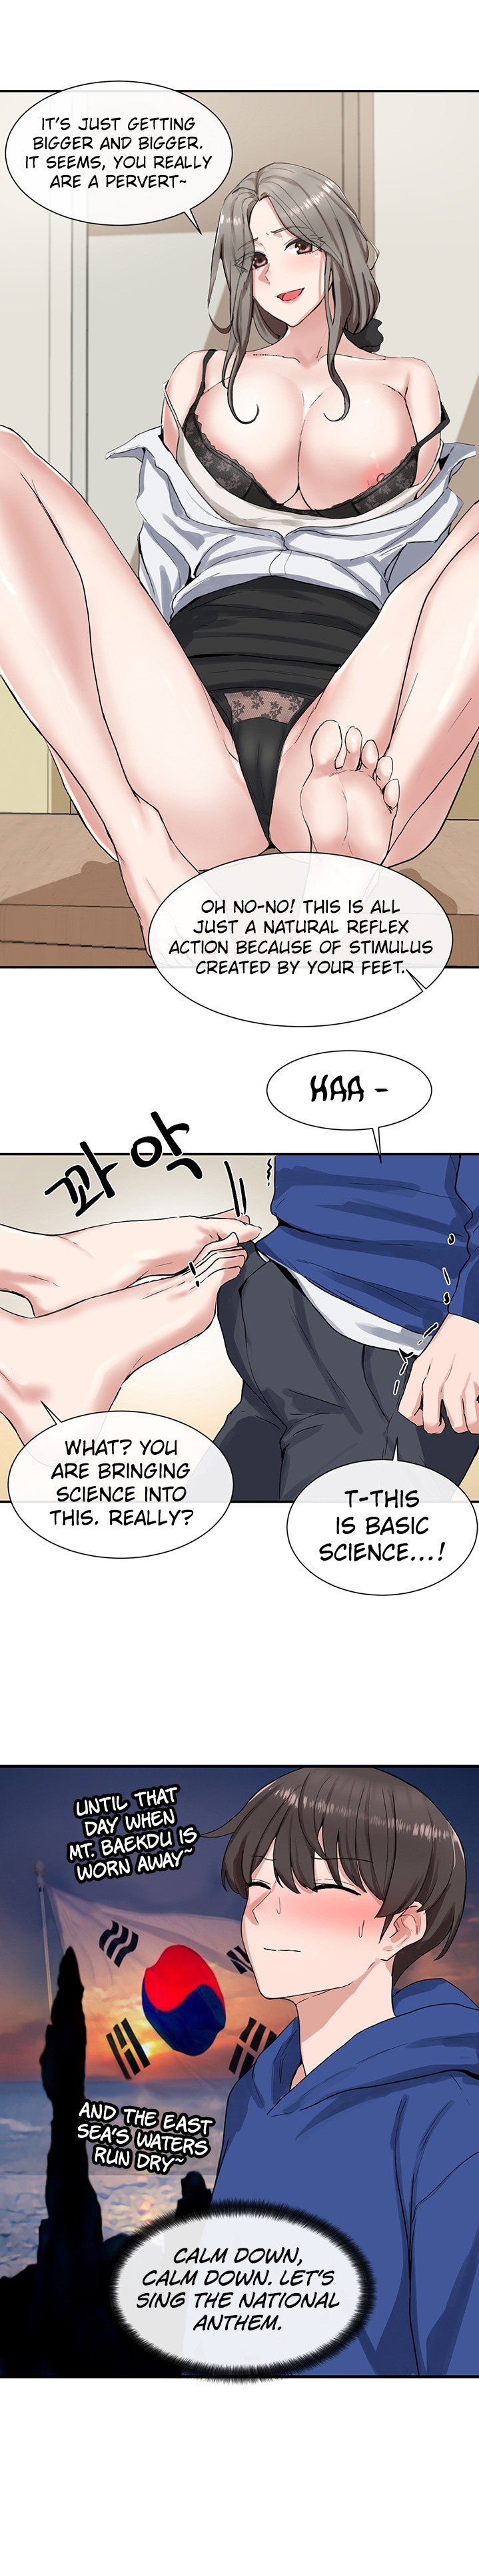 IT'S JUST GETTING
BIGGER AND BIGGER.
IT SEEMS, YOU REALLY
ARE A PERVERT~
OH NO-NO! THIS IS ALL
JUST A NATURAL REFLEX
ACTION BECAUSE OF STIMULUS
CREATED BY YOUR FEET.
HAA -
꽈악
WHAT? YOU
ARE BRINGING
SCIENCE INTO
THIS. REALLY?
T-THIS
IS BASIC
SCIENCE...!
UNTIL THAT
DAY WHEN
MT. BAEKDU IS
WORN AWAY~
AND THE EAST
SEA'S WATERS
RUN DRY~
CALM DOWN,
CALM DOWN. LET'S
SING THE NATIONAL
ANTHEM.